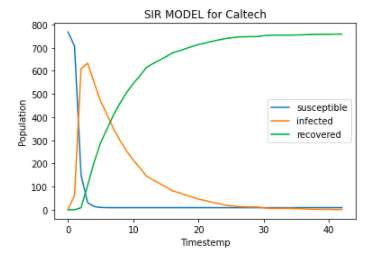 SIR MODEL for Caltech
800
700
600
500
400
300
200
100
0
Population
susceptible
infected
recovered
0 10 20 30 40
Timestemp